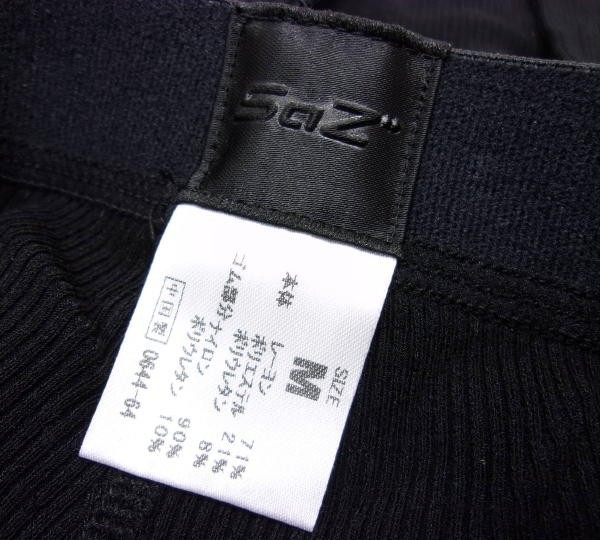 SaZ
SIZE
M
本体
レーヨン 71%
ポリエステル 21%
ポリウレタン 8%
ゴム部分ナイロン 90%
ポリウレタン 10%
中国製 0644-64